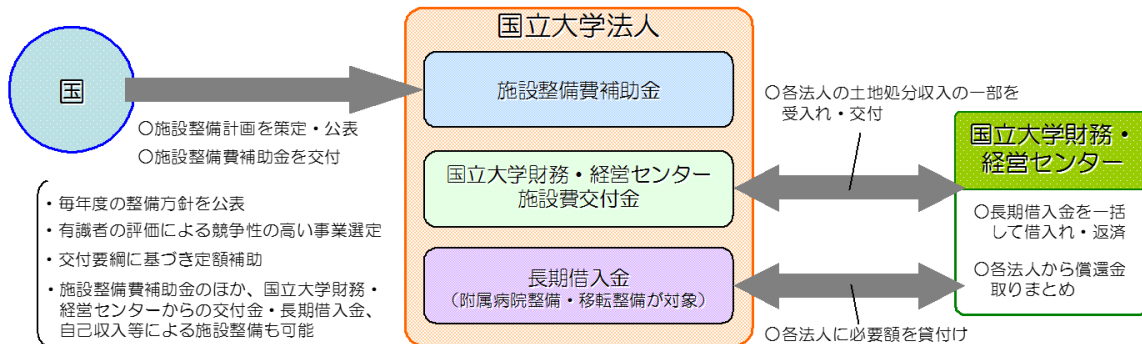 国
○施設整備計画を策定・公表
○施設整備費補助金を交付
・毎年度の整備方針を公表
・有識者の評価による競争性の高い事業選定
・交付要綱に基づき定額補助
・施設整備費補助金のほか、国立大学財務・
経営センターからの交付金・長期借入金、
自己収入等による施設整備も可能
国立大学法人
施設整備費補助金
国立大学財務・経営センター
施設費交付金
長期借入金
(附属病院整備・移転整備が対象)
○各法人の土地処分収入の一部を
受入れ・交付
○各法人に必要額を貸付け
国立大学財務・
経営センター
○長期借入金を一括
して借入れ・返済
○各法人から償還金
取りまとめ